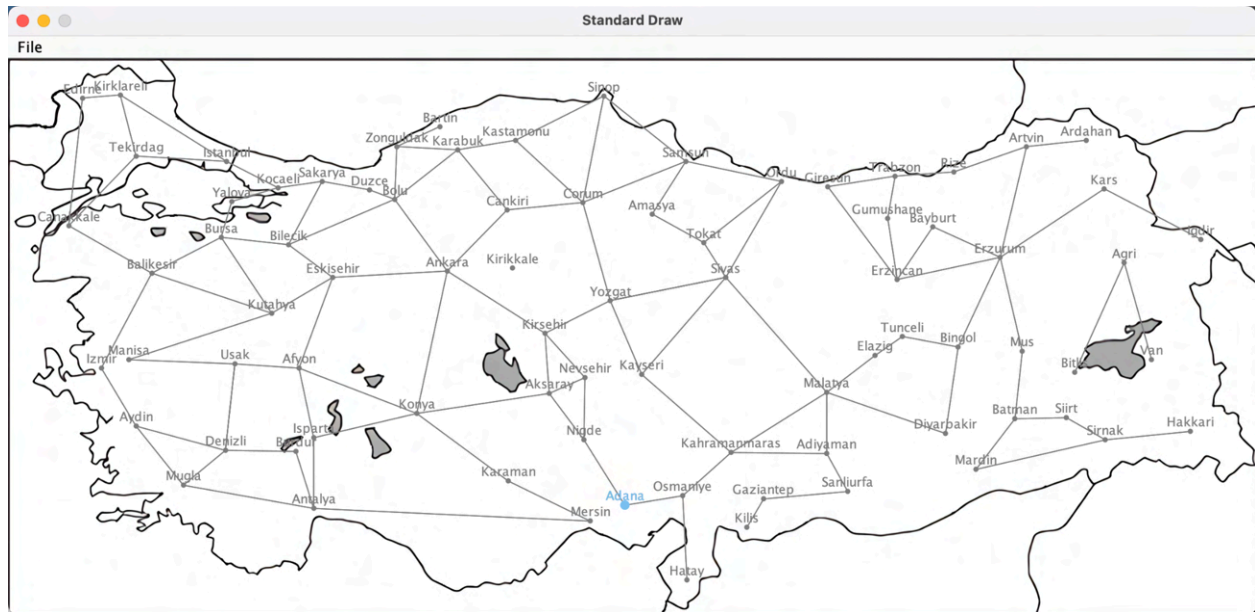 Standard Draw
File
Edirne
Kirklareli
Sinop
Bartin
Zonguldak
Karabuk
Kastamonu
Artvin
Ardahan
Tekirdag
Istanbul
Samsun
Ordu
Giresun
Trabzon
Rize
Kocaeli
Sakarya
Duzce
Bolu
Yalova
Corum
Kars
Cankiri
Amasya
Canakkale
Bursa
Bilecik
Tokat
Gumushane
Bayburt
Igdir
Balikesir
Eskisehir
Ankara
Kirikkale
Sivas
Erzincan
Erzurum
Agri
Kutahya
Yozgat
Kirsehir
Tunceli
Izmir
Manisa
Usak
Afyon
Nevsehir
Kayseri
Elazig
Bingol
Mus
Bitlis
Van
Aksaray
Malatya
Aydin
Konya
Denizli
Burdur
Isparta
Nigde
Kahramanmaras
Adiyaman
Diyarbakir
Batman
Siirt
Sirnak
Hakkari
Mugla
Karaman
Mardin
Antalya
Mersin
Adana
Osmaniye
Gaziantep
Sanliurfa
Kilis
Hatay